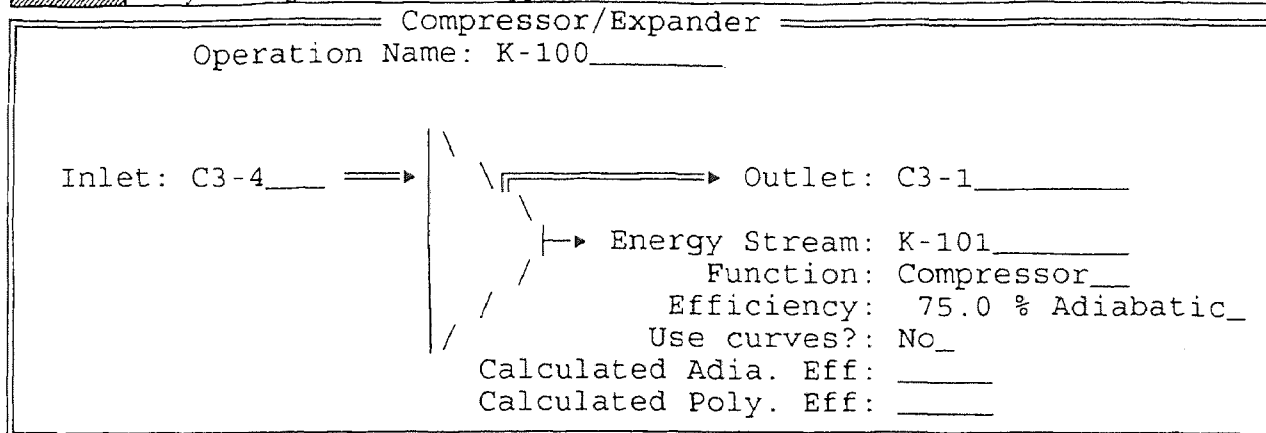 Compressor/Expander
Operation Name: K-100
Inlet: C3-4
Outlet: C3-1
Energy Stream: K-101
Function: Compressor
Efficiency: 75.0 % Adiabatic
Use curves?: No
Calculated Adia. Eff:
Calculated Poly. Eff: